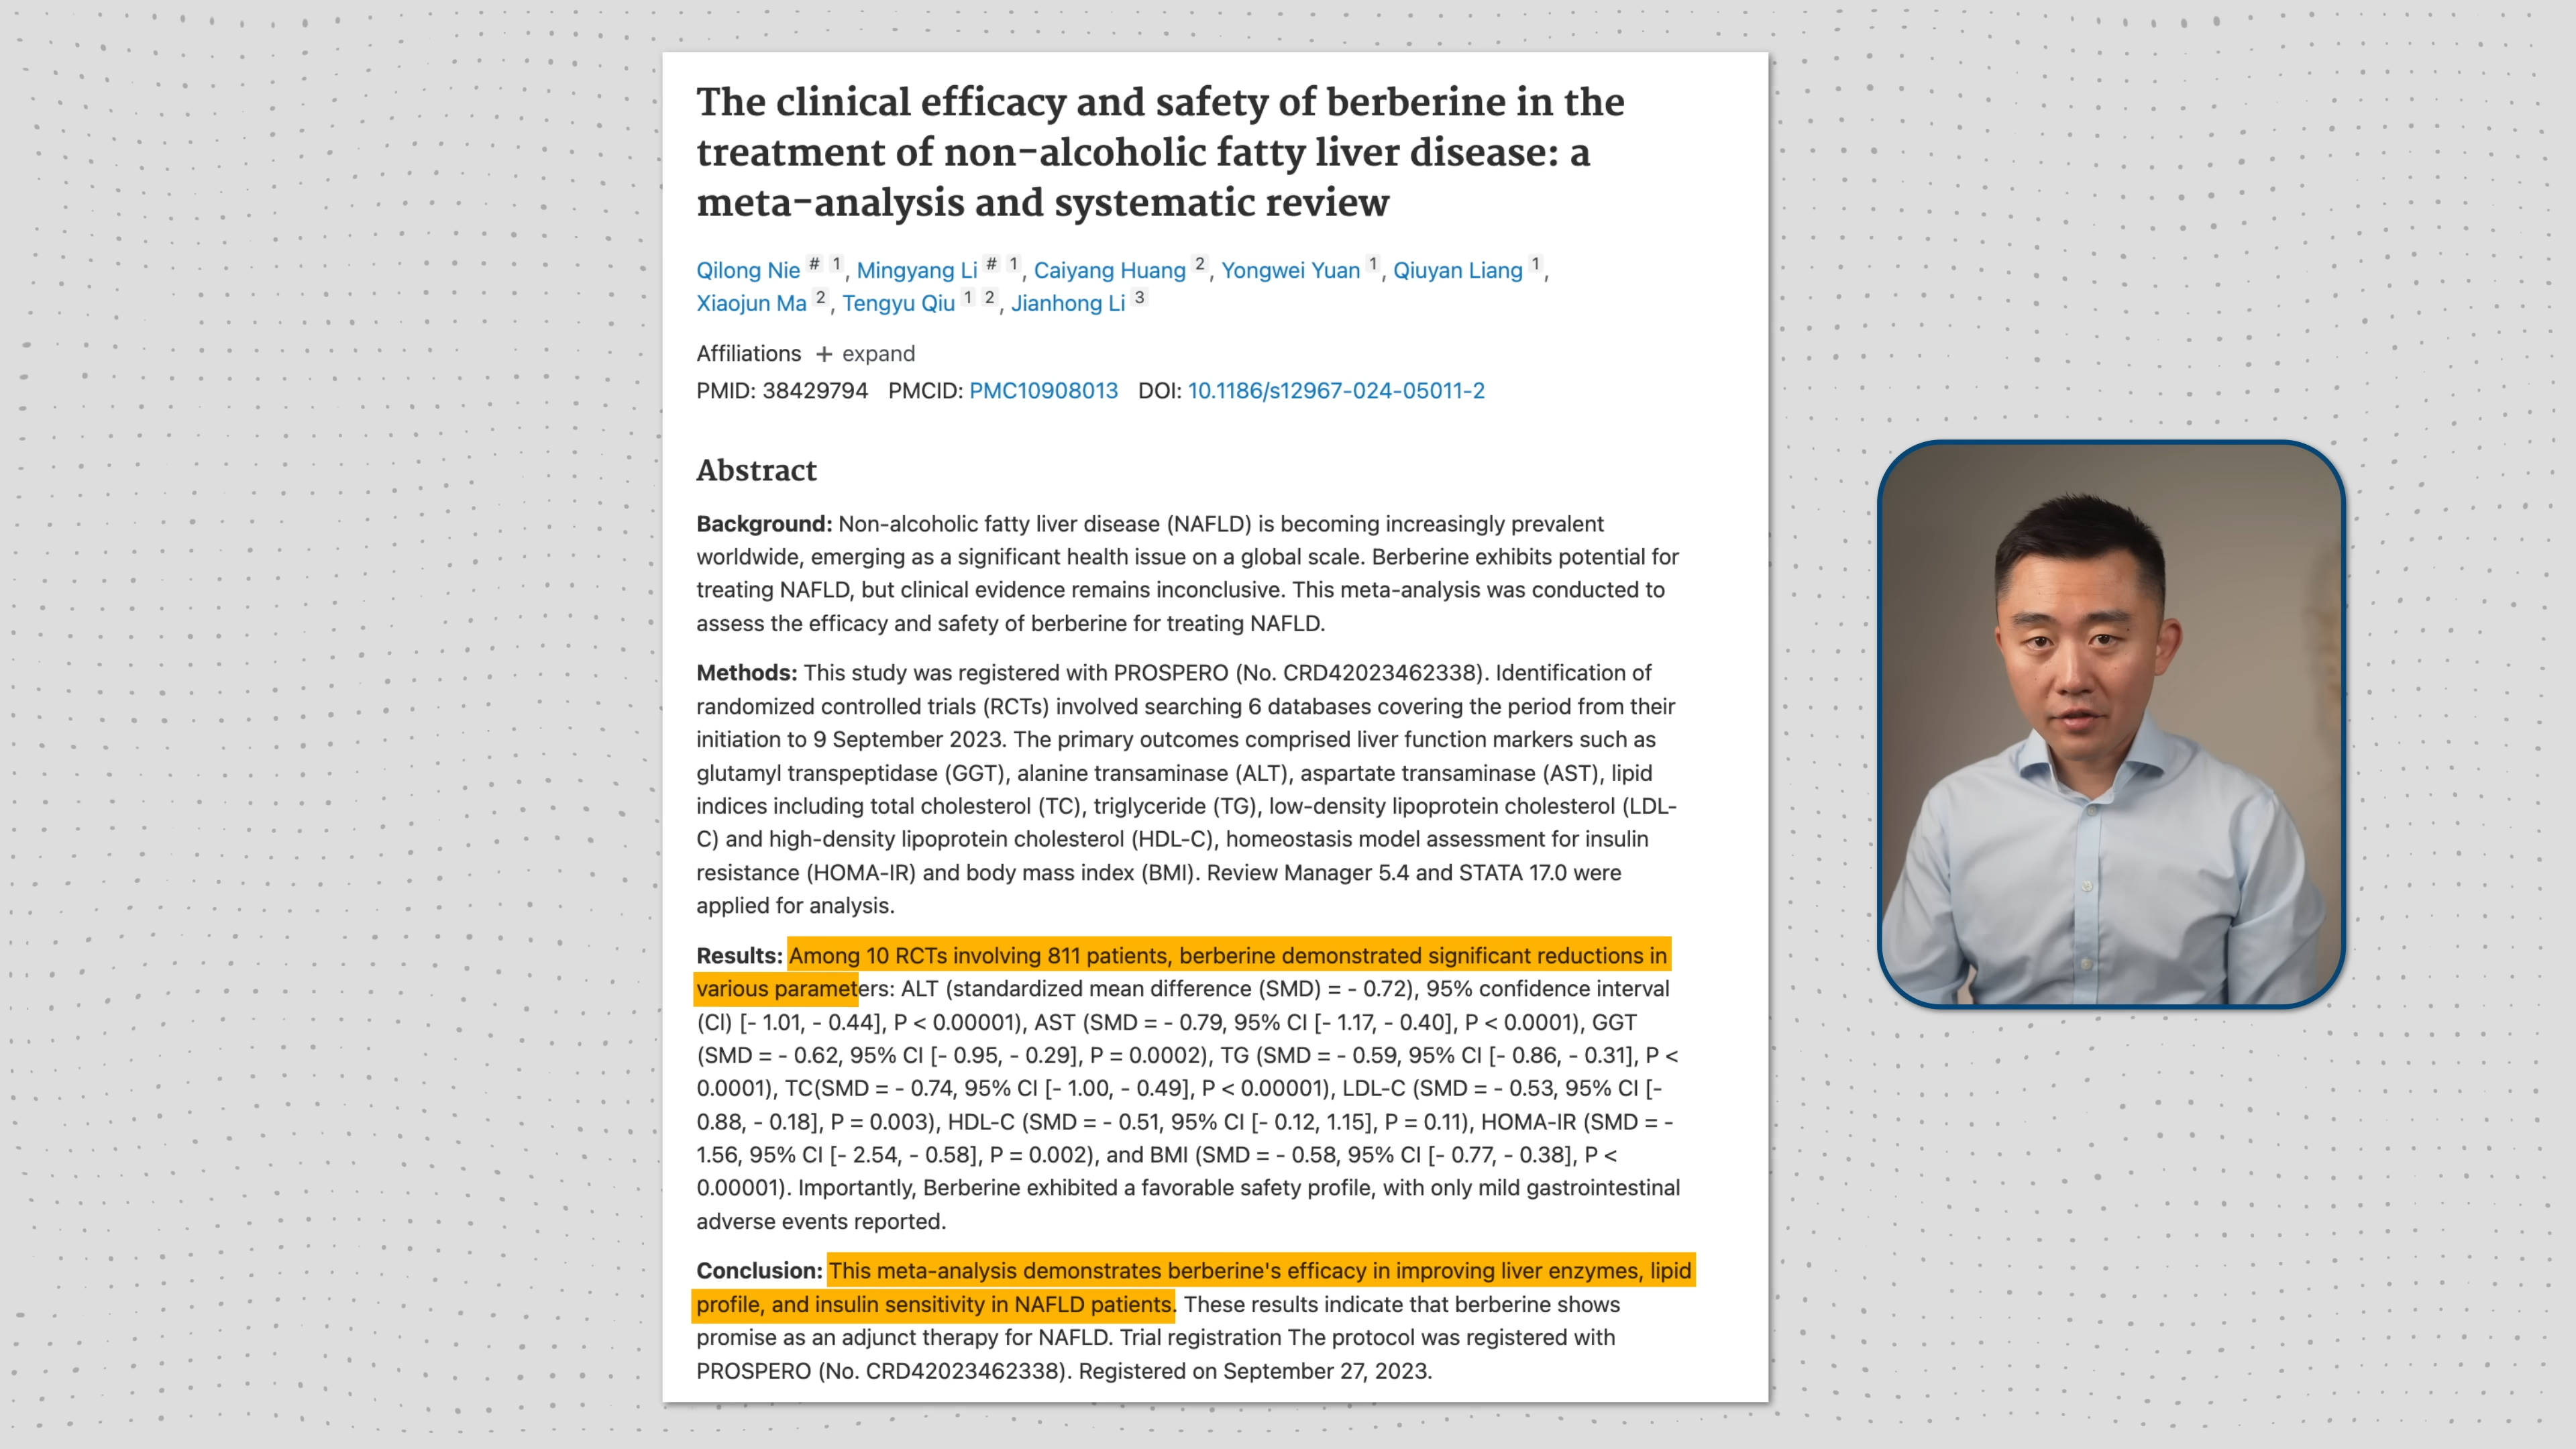 The clinical efficacy and safety of berberine in the
treatment of non-alcoholic fatty liver disease: a
meta-analysis and systematic review
Qilong Nie # 1, Mingyang Li # 1, Caiyang Huang 2, Yongwei Yuan 1, Qiuyan Liang 1,
Xiaojun Ma 2, Tengyu Qiu 1 2, Jianhong Li 3
Affiliations + expand
PMID: 38429794 PMCID: PMC10908013 DOI: 10.1186/s12967-024-05011-2
Abstract
Background: Non-alcoholic fatty liver disease (NAFLD) is becoming increasingly prevalent
worldwide, emerging as a significant health issue on a global scale. Berberine exhibits potential for
treating NAFLD, but clinical evidence remains inconclusive. This meta-analysis was conducted to
assess the efficacy and safety of berberine for treating NAFLD.
Methods: This study was registered with PROSPERO (No. CRD42023462338). Identification of
randomized controlled trials (RCTs) involved searching 6 databases covering the period from their
initiation to 9 September 2023. The primary outcomes comprised liver function markers such as
glutamyl transpeptidase (GGT), alanine transaminase (ALT), aspartate transaminase (AST), lipid
indices including total cholesterol (TC), triglyceride (TG), low-density lipoprotein cholesterol (LDL-
C) and high-density lipoprotein cholesterol (HDL-C), homeostasis model assessment for insulin
resistance (HOMA-IR) and body mass index (BMI). Review Manager 5.4 and STATA 17.0 were
applied for analysis.
Results: Among 10 RCTs involving 811 patients, berberine demonstrated significant reductions in
various parameters: ALT (standardized mean difference (SMD) = - 0.72), 95% confidence interval
(CI) [- 1.01, - 0.44], P < 0.00001), AST (SMD = - 0.79, 95% CI [- 1.17, - 0.40], P < 0.0001), GGT
(SMD = - 0.62, 95% CI [- 0.95, - 0.29], P = 0.0002), TG (SMD = - 0.59, 95% CI [- 0.86, - 0.31], P <
0.0001), TC(SMD = - 0.74, 95% CI [- 1.00, - 0.49], P < 0.00001), LDL-C (SMD = - 0.53, 95% CI [-
0.88, - 0.18], P = 0.003), HDL-C (SMD = - 0.51, 95% CI [- 0.12, 1.15], P = 0.11), HOMA-IR (SMD = -
1.56, 95% CI [- 2.54, - 0.58], P = 0.002), and BMI (SMD = - 0.58, 95% CI [- 0.77, - 0.38], P <
0.00001). Importantly, Berberine exhibited a favorable safety profile, with only mild gastrointestinal
adverse events reported.
Conclusion: This meta-analysis demonstrates berberine's efficacy in improving liver enzymes, lipid
profile, and insulin sensitivity in NAFLD patients. These results indicate that berberine shows
promise as an adjunct therapy for NAFLD. Trial registration The protocol was registered with
PROSPERO (No. CRD42023462338). Registered on September 27, 2023.